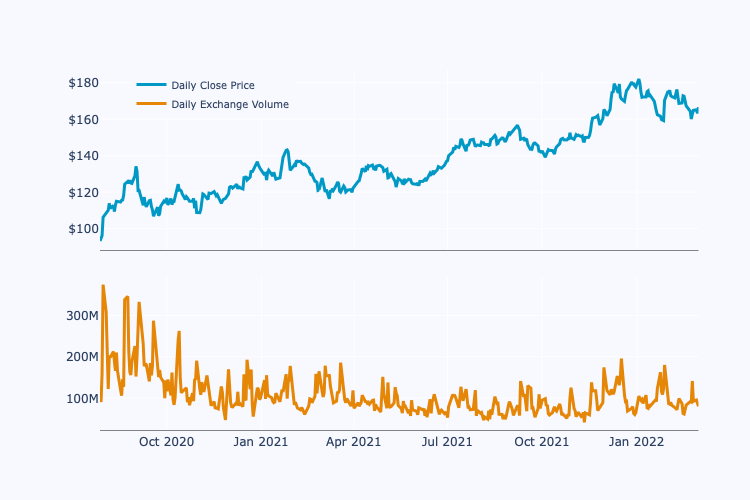 $180
Daily Close Price
Daily Exchange Volume
$160
$140
$120
$100
300M
200M
100M
Oct 2020 Jan 2021 Apr 2021 Jul 2021 Oct 2021 Jan 2022